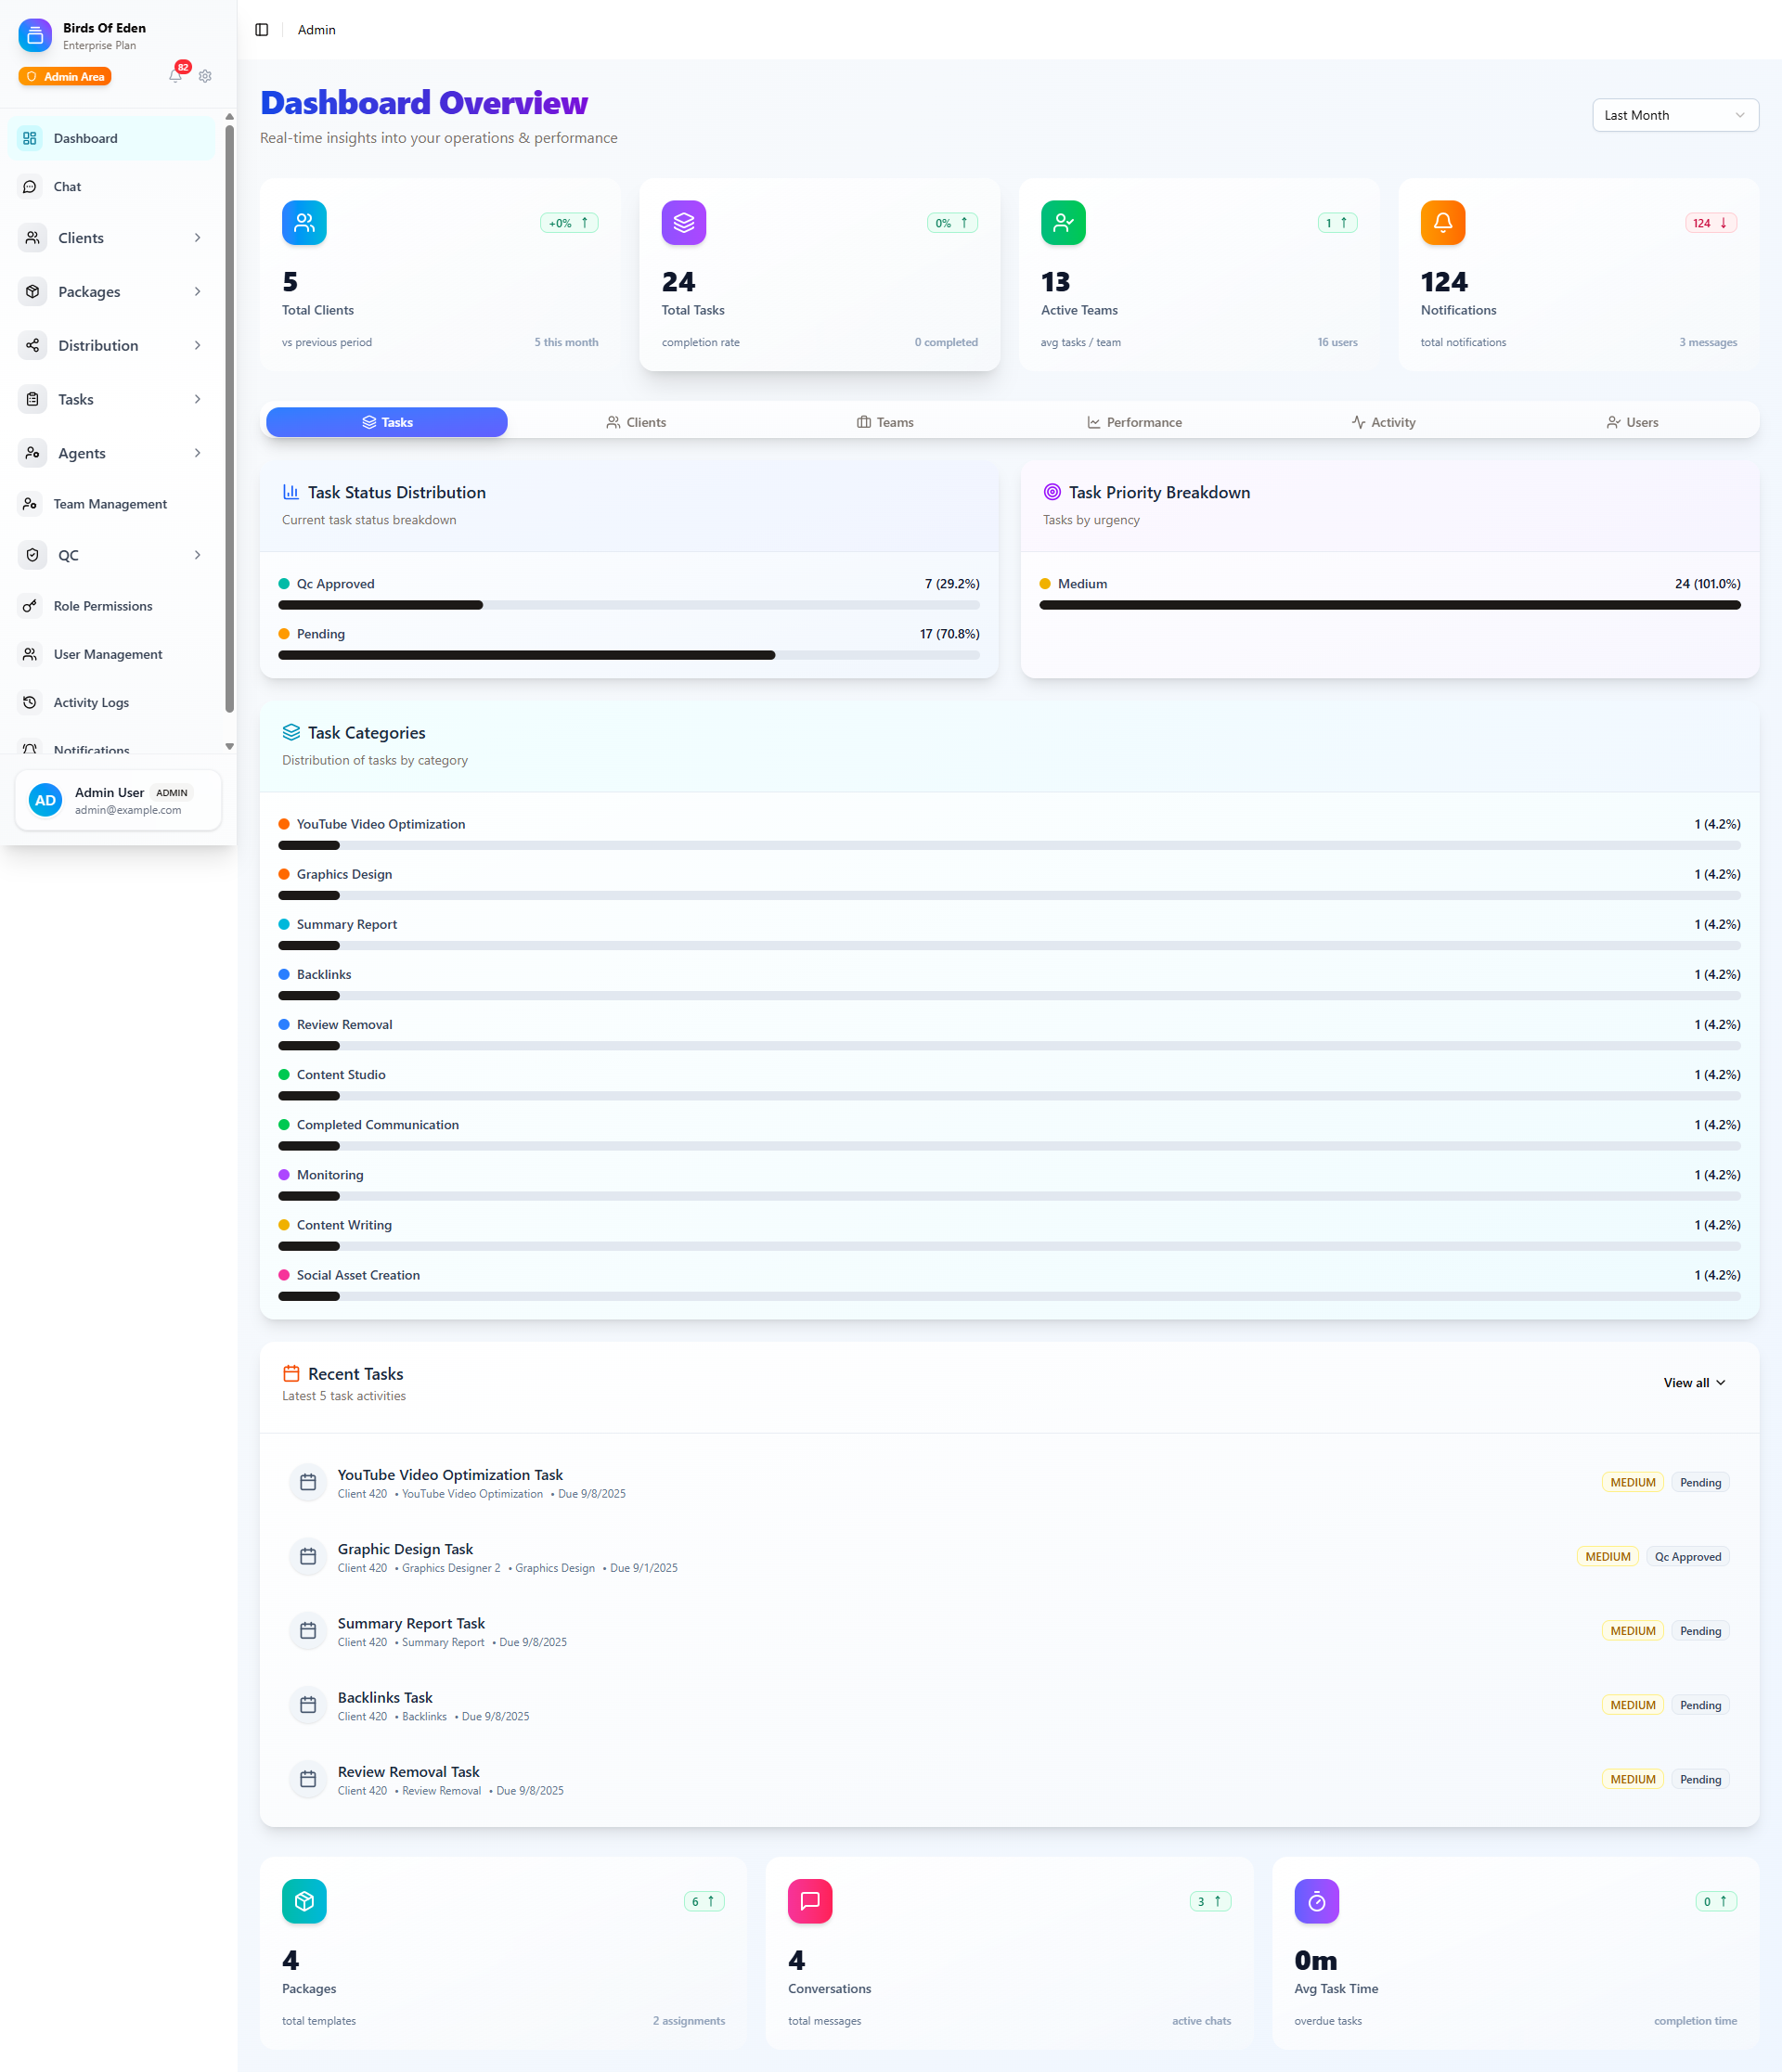 Birds Of Eden
Enterprise Plan
Admin Area
82
Dashboard
Chat
Clients
Packages
Distribution
Tasks
Agents
Team Management
QC
Role Permissions
User Management
Activity Logs
Notifications
AD
Admin User ADMIN
admin@example.com
Admin
Dashboard Overview
Real-time insights into your operations & performance
Last Month
+0% ↑
5
Total Clients
vs previous period 5 this month
0% ↑
24
Total Tasks
completion rate 0 completed
1 ↑
13
Active Teams
avg tasks / team 16 users
124 ↓
124
Notifications
total notifications 3 messages
Tasks Clients Teams Performance Activity Users
Task Status Distribution
Current task status breakdown
Qc Approved 7 (29.2%)
Pending 17 (70.8%)
Task Priority Breakdown
Tasks by urgency
Medium 24 (101.0%)
Task Categories
Distribution of tasks by category
YouTube Video Optimization 1 (4.2%)
Graphics Design 1 (4.2%)
Summary Report 1 (4.2%)
Backlinks 1 (4.2%)
Review Removal 1 (4.2%)
Content Studio 1 (4.2%)
Completed Communication 1 (4.2%)
Monitoring 1 (4.2%)
Content Writing 1 (4.2%)
Social Asset Creation 1 (4.2%)
Recent Tasks
Latest 5 task activities
View all
YouTube Video Optimization Task
Client 420 • YouTube Video Optimization • Due 9/8/2025
MEDIUM Pending
Graphic Design Task
Client 420 • Graphics Designer 2 • Graphics Design • Due 9/1/2025
MEDIUM Qc Approved
Summary Report Task
Client 420 • Summary Report • Due 9/8/2025
MEDIUM Pending
Backlinks Task
Client 420 • Backlinks • Due 9/8/2025
MEDIUM Pending
Review Removal Task
Client 420 • Review Removal • Due 9/8/2025
MEDIUM Pending
6 ↑
4
Packages
total templates 2 assignments
3 ↑
4
Conversations
total messages active chats
0 ↑
0m
Avg Task Time
overdue tasks completion time